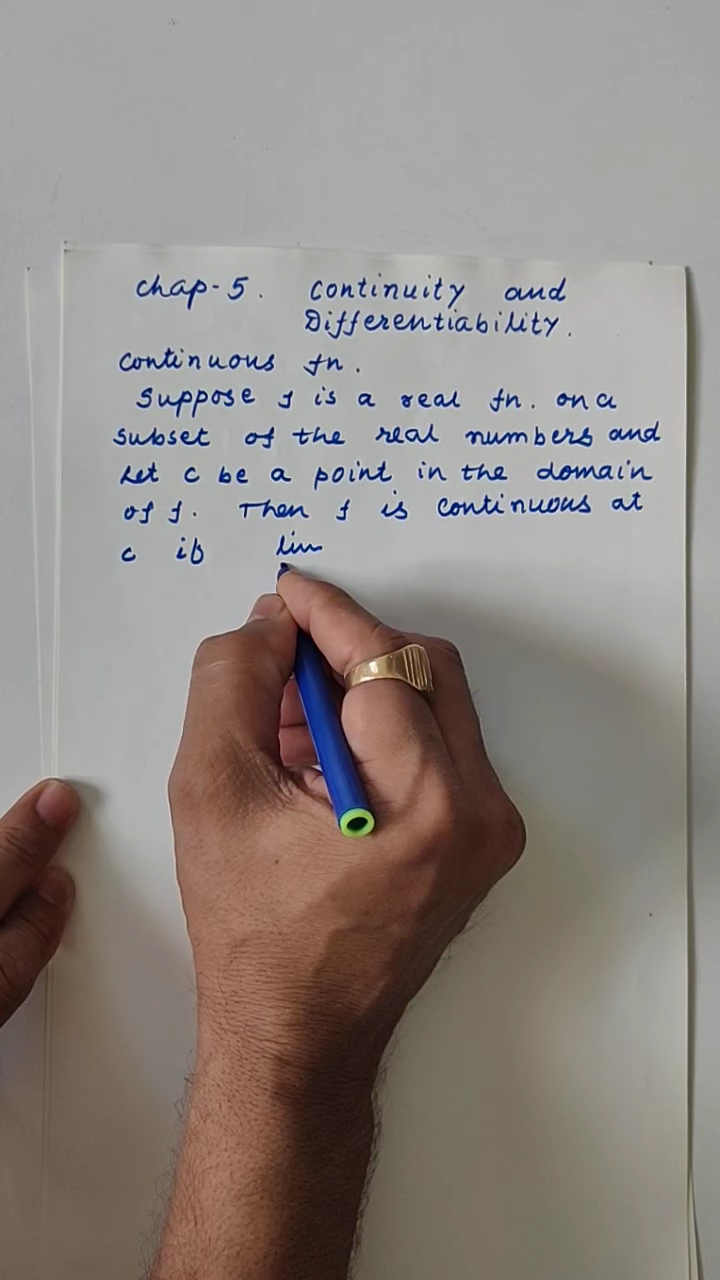 Chap-5. Continuity and
Differentiability.
Continuous fn.
Suppose f is a real fn. on a
subset of the real numbers and
Let c be a point in the domain
of f. Then f is continuous at
c if lim